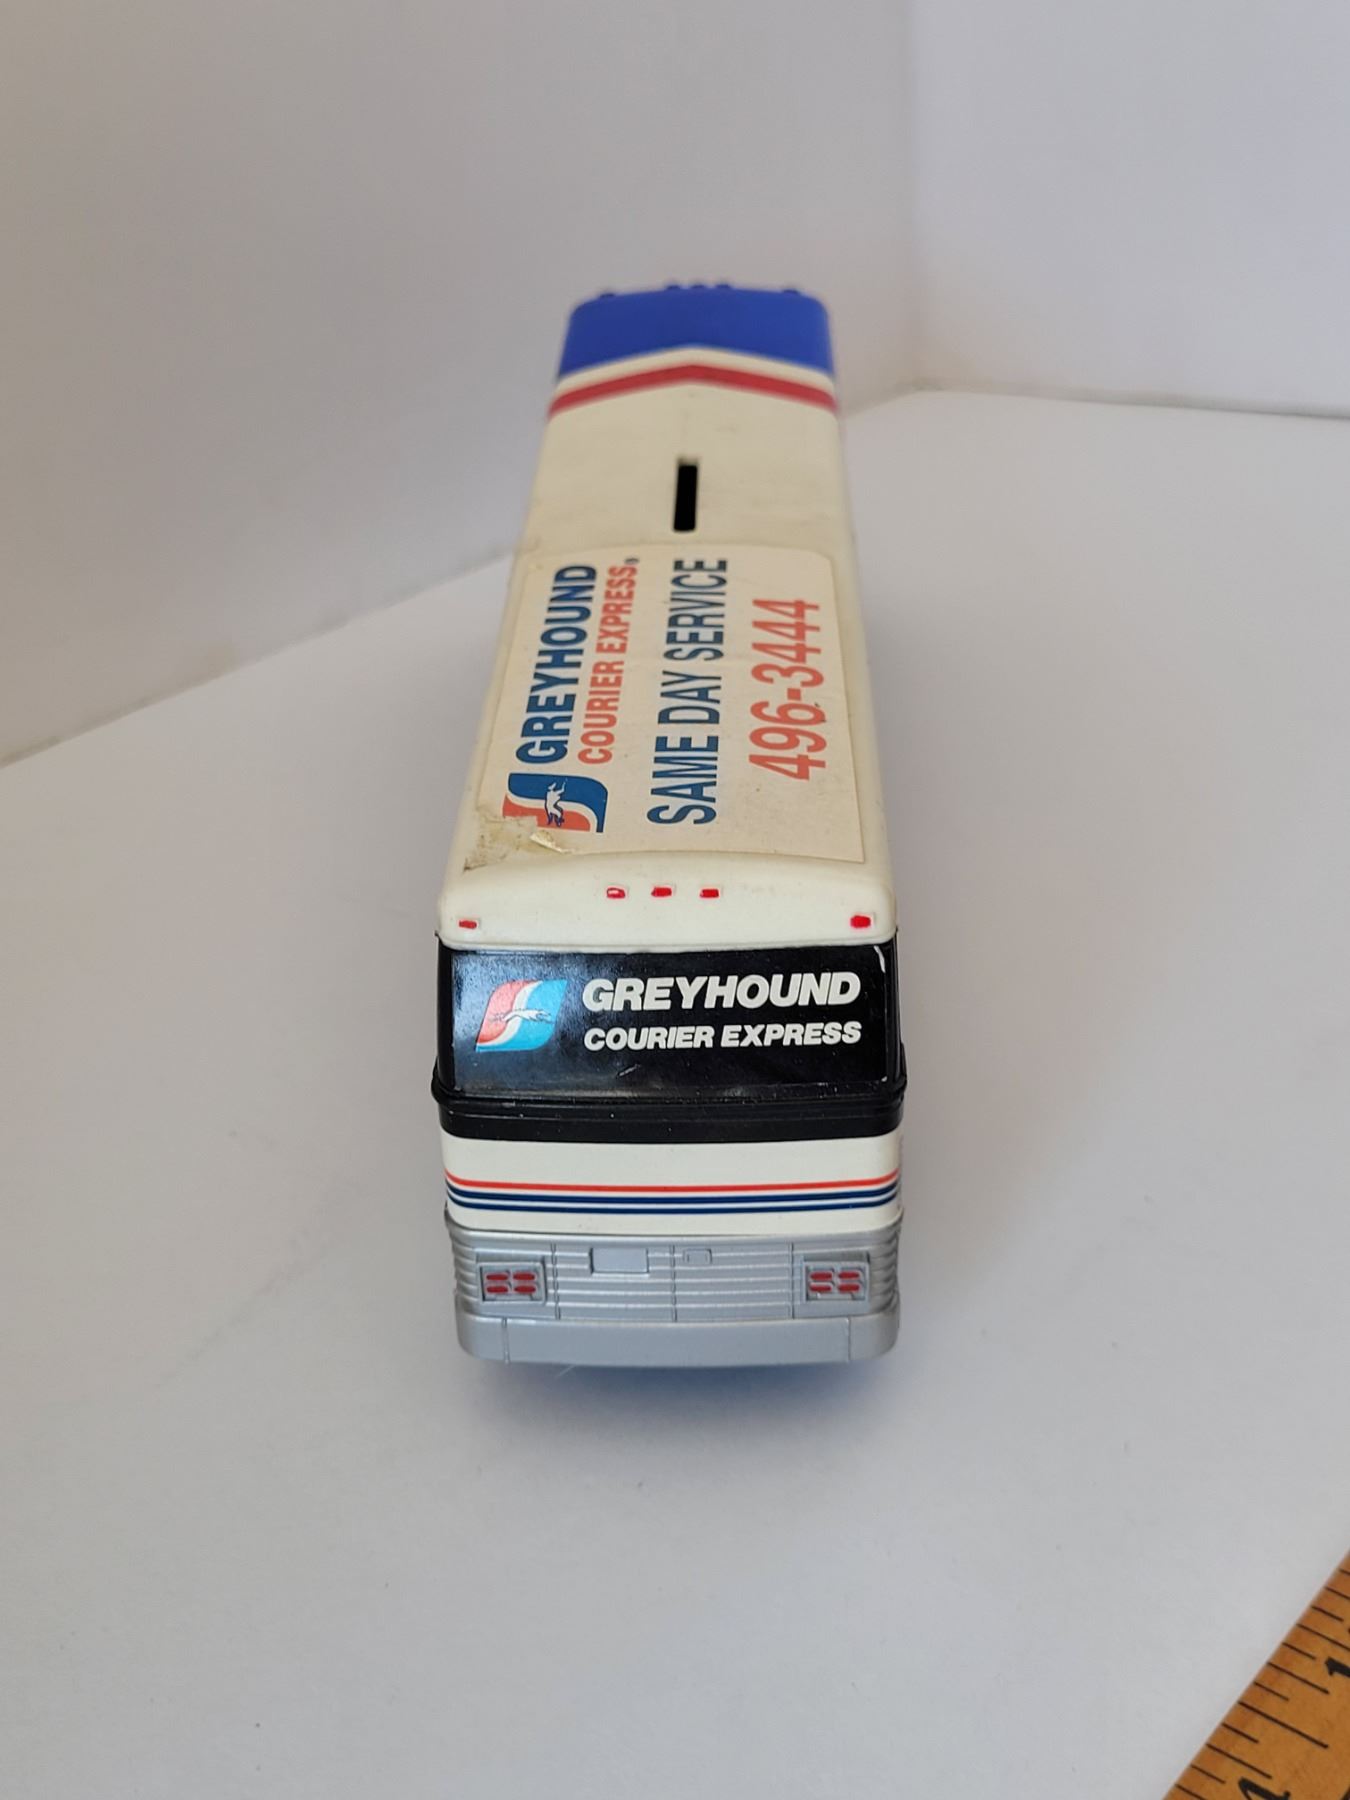 GREYHOUND
COURIER EXPRESS®
SAME DAY SERVICE
496-3444
GREYHOUND
COURIER EXPRESS